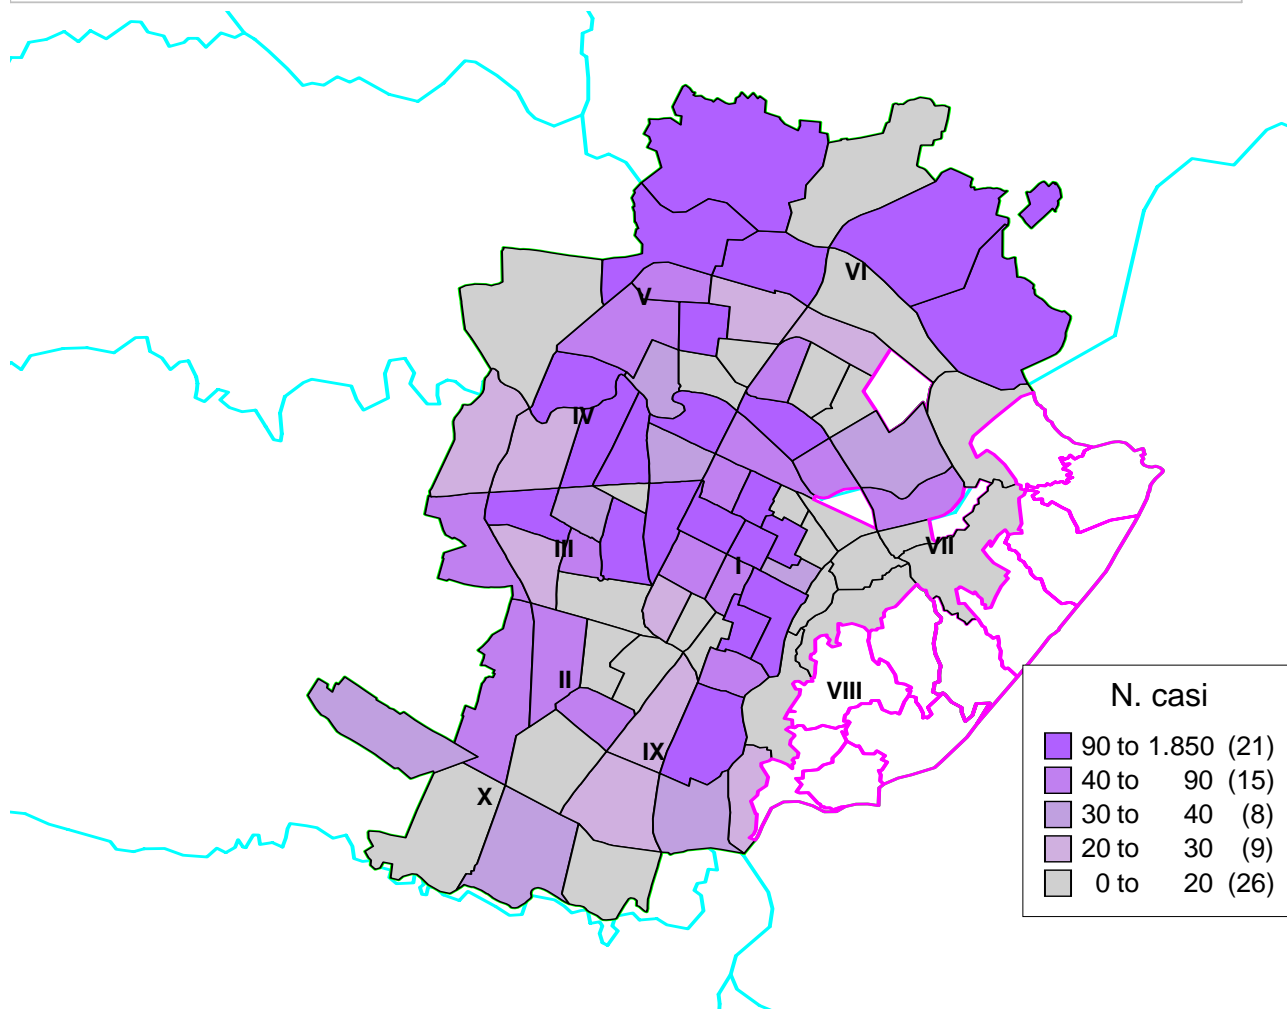 VI
V
IV
III
I
VII
II
VIII
IX
X
N. casi
90 to 1.850 (21)
40 to 90 (15)
30 to 40 (8)
20 to 30 (9)
0 to 20 (26)